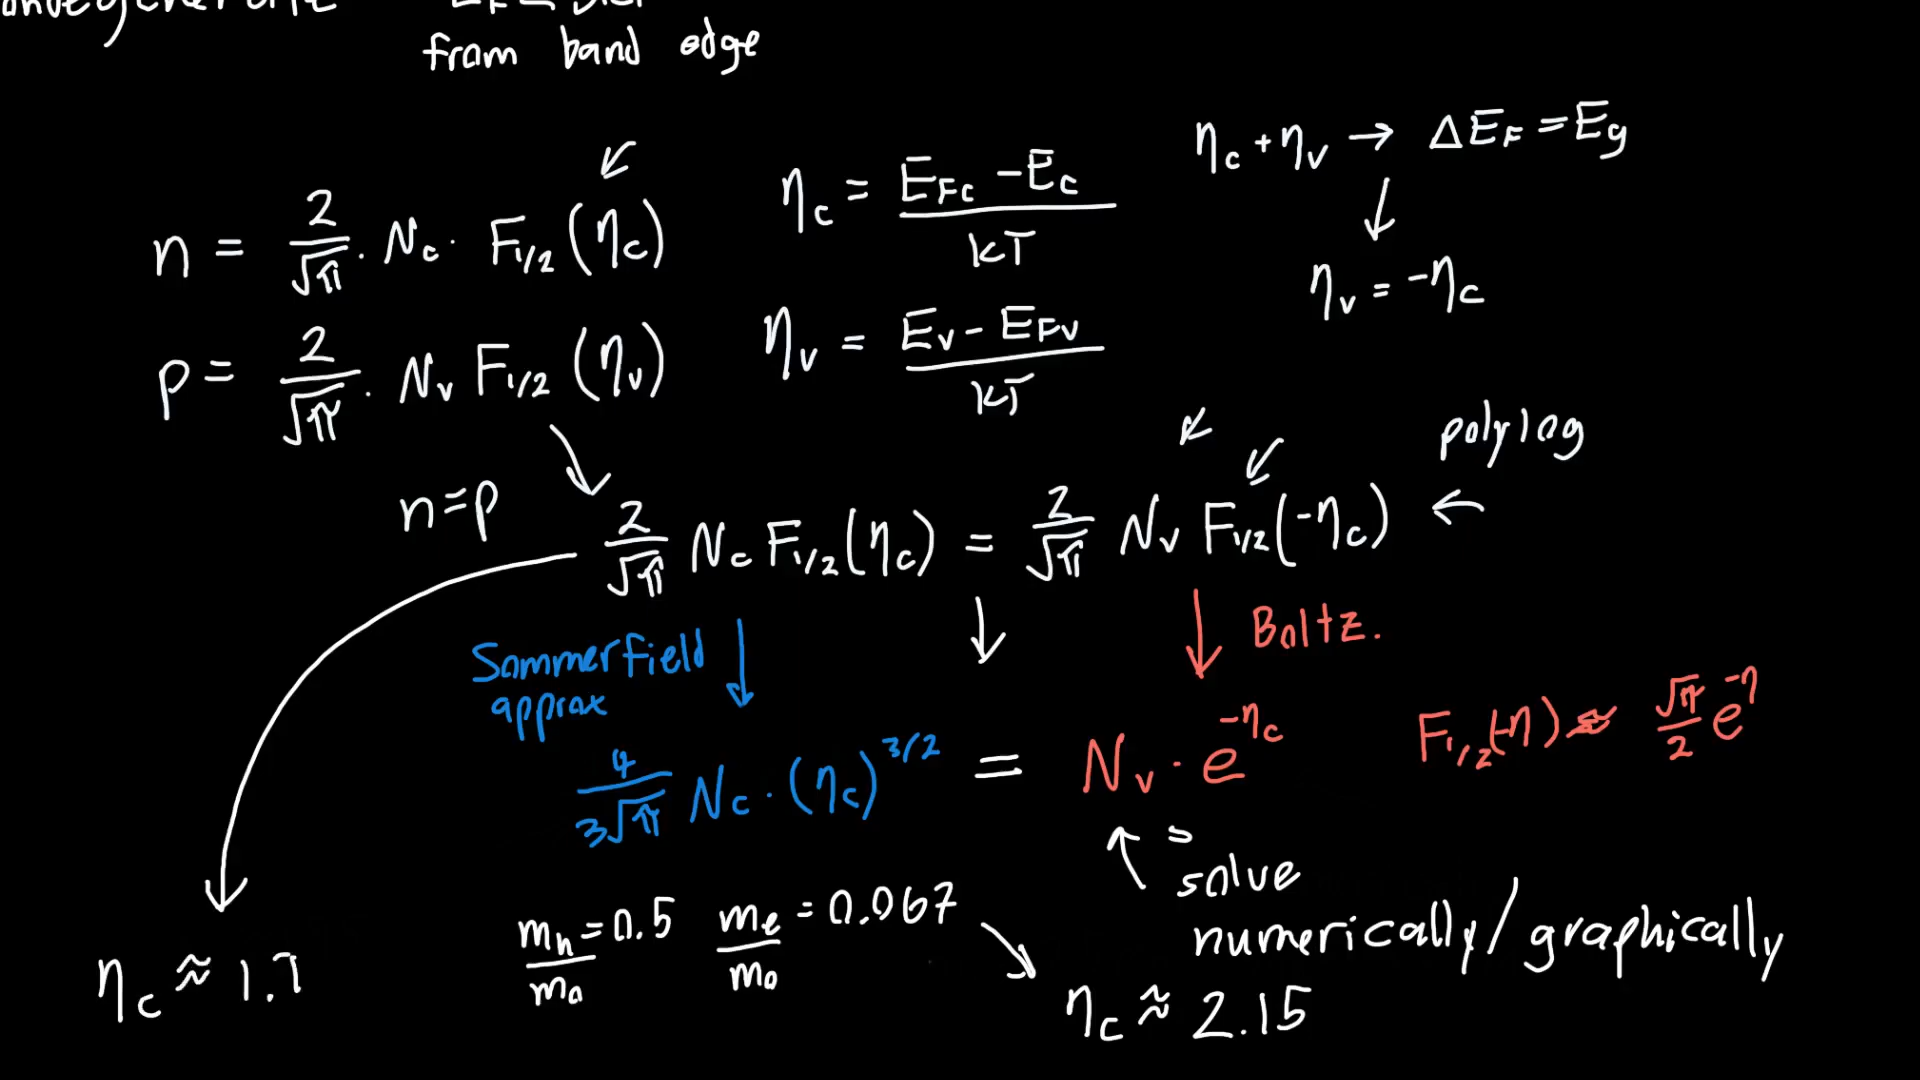 from band edge
n = 2/√π · Nc · F1/2 (ηc)
ηc = (EFc - Ec)/kT
ηc + ηv → ΔEF = Eg
ηv = -ηc
p = 2/√π · Nv F1/2 (ηv)
ηv = (Ev - EFv)/kT
polylog
n=p
2/√π Nc F1/2 (ηc) = 2/√π Nv F1/2 (-ηc) ←
Sommerfield approx
Boltz.
4/3√π Nc · (ηc)^3/2 = Nv · e^-ηc
F1/2(-η) ≈ √π/2 e^-η
solve
numerically/graphically
mh/mo = 0.5 me/mo = 0.067
ηc ≈ 1.7
ηc ≈ 2.15